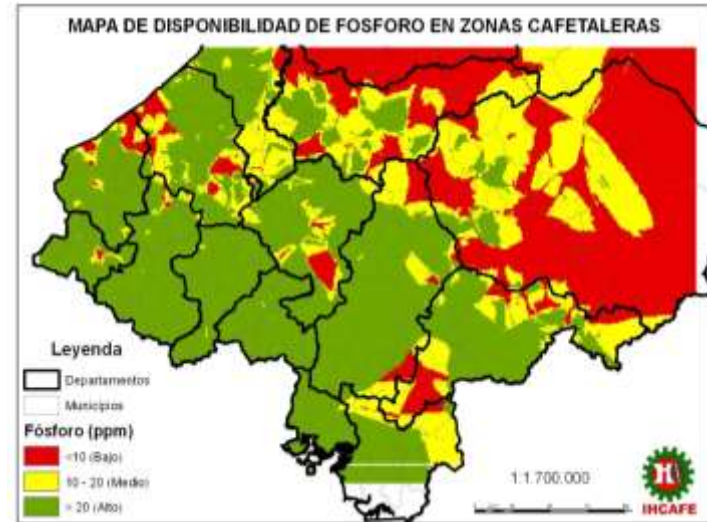 MAPA DE DISPONIBILIDAD DE FOSFORO EN ZONAS CAFETALERAS
Leyenda
Departamentos
Municipios
Fósforo (ppm)
<10 (Bajo)
10 - 20 (Medio)
> 20 (Alto)
1:1.700.000
IHCAFE